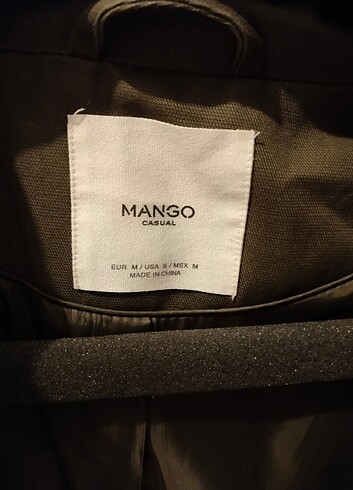 MANGO
CASUAL
EUR M / USA S / MEX M
MADE IN CHINA